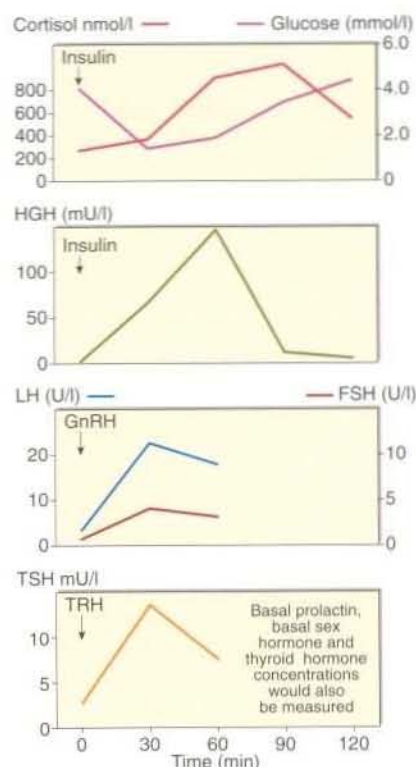 Cortisol nmol/l Glucose (mmol/l)
6.0
Insulin
800
600
400
200
0
4.0
2.0
0
HGH (mU/l)
Insulin
100
50
0
LH (U/l) FSH (U/l)
GnRH
20
10
0
10
5
0
TSH mU/l
TRH
10
5
0
Basal prolactin,
basal sex
hormone and
thyroid hormone
concentrations
would also
be measured
0 30 60 90 120
Time (min)